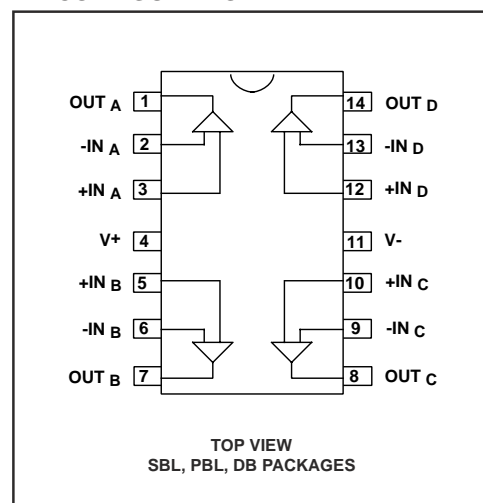 OUT A 1 14 OUT D
-IN A 2 13 -IN D
+IN A 3 12 +IN D
V+ 4 11 V-
+IN B 5 10 +IN C
-IN B 6 9 -IN C
OUT B 7 8 OUT C
TOP VIEW
SBL, PBL, DB PACKAGES